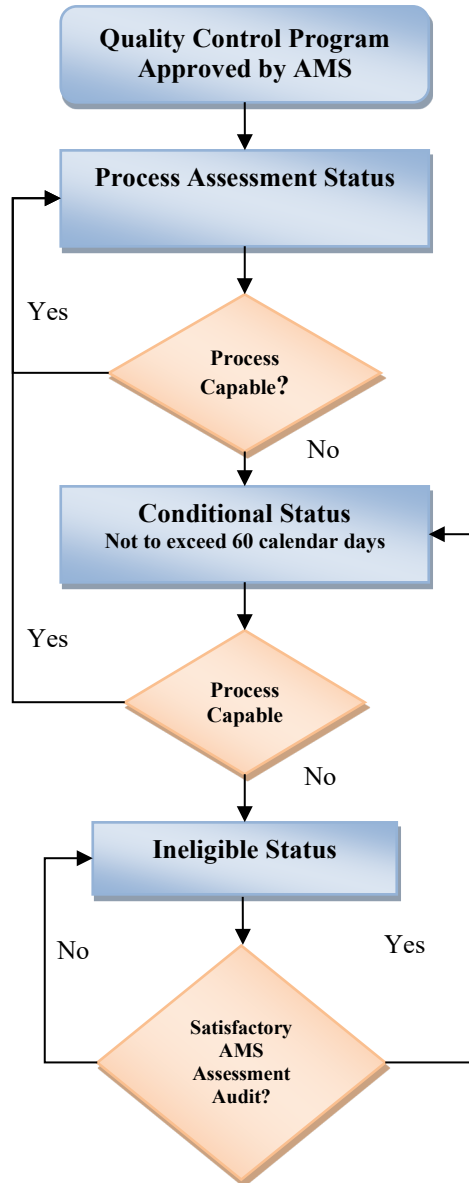 Quality Control Program
Approved by AMS
Process Assessment Status
Yes
Process
Capable?
No
Conditional Status
Not to exceed 60 calendar days
Yes
Process
Capable
No
Ineligible Status
No
Yes
Satisfactory
AMS
Assessment
Audit?